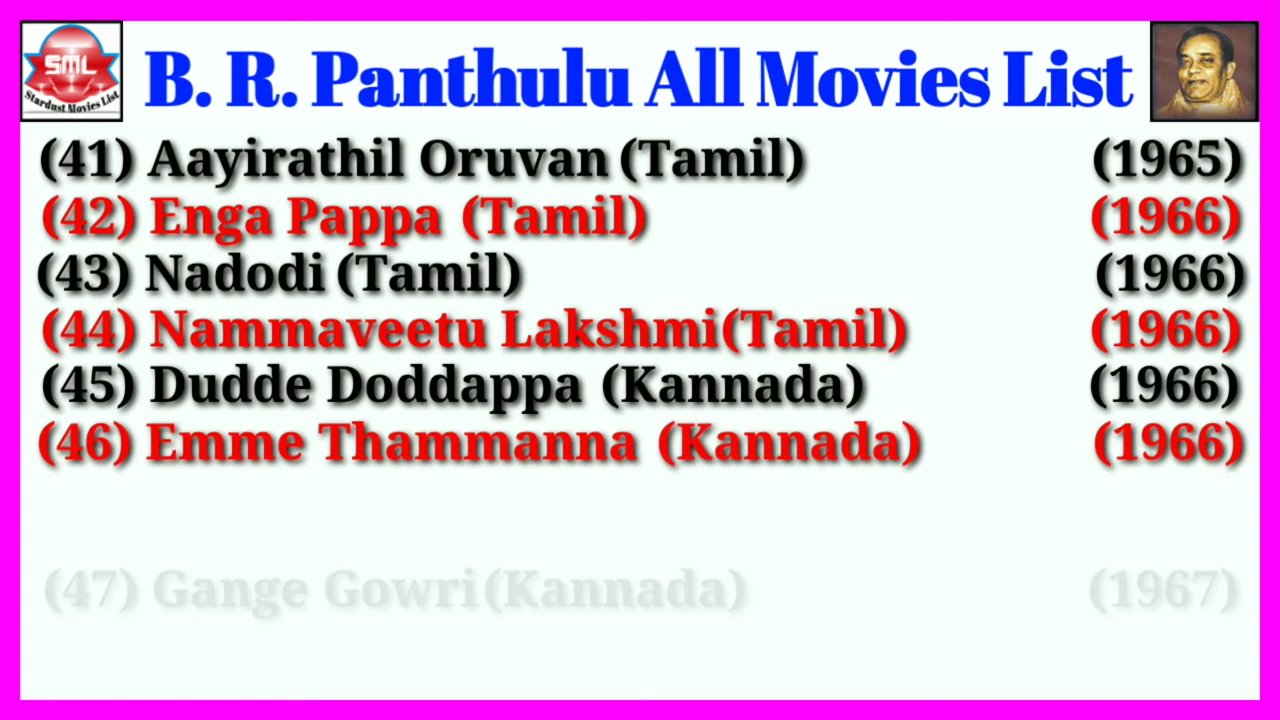 SML
Stardust Movies List
B. R. Panthulu All Movies List
(41) Aayirathil Oruvan (Tamil) (1965)
(42) Enga Pappa (Tamil) (1966)
(43) Nadodi (Tamil) (1966)
(44) Nammaveetu Lakshmi(Tamil) (1966)
(45) Dudde Doddappa (Kannada) (1966)
(46) Emme Thammanna (Kannada) (1966)
(47) Gange Gowri (Kannada) (1967)